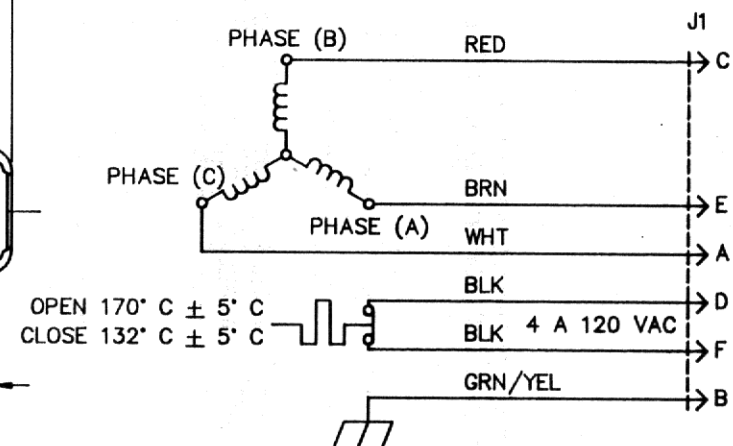 J1
PHASE (B)
RED
C
PHASE (C)
BRN
E
PHASE (A)
WHT
A
BLK
D
OPEN 170° C ± 5° C
CLOSE 132° C ± 5° C
4 A 120 VAC
BLK
F
GRN/YEL
B